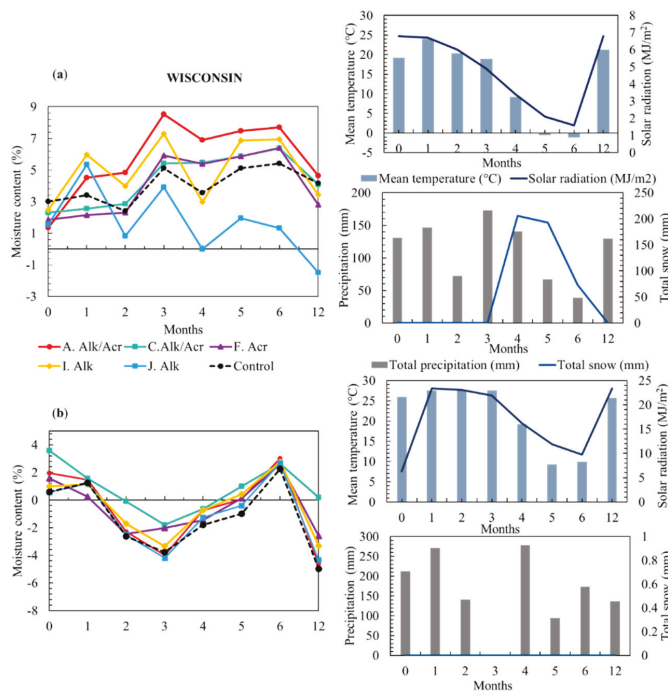 (a)
WISCONSIN
Moisture content (%)
9
7
5
3
1
-1
-3
0 1 2 3 4 5 6 12
Months
A. Alk/Acr C.Alk/Acr F. Acr
I. Alk J. Alk Control
(b)
Moisture content (%)
4
2
0
-2
-4
-6
-8
0 1 2 3 4 5 6 12
Mean temperature (°C)
30
25
20
15
10
5
0
-5
8
7
6
5
4
3
2
1
0
Solar radiation (MJ/m²)
0 1 2 3 4 5 6 12
Months
Mean temperature (°C) Solar radiation (MJ/m2)
Precipitation (mm)
200
150
100
50
0
250
200
150
100
50
0
Total snow (mm)
0 1 2 3 4 5 6 12
Months
Total precipitation (mm) Total snow (mm)
Mean temperature (°C)
30
25
20
15
10
5
0
25
20
15
10
5
0
Solar radiation (MJ/m²)
0 1 2 3 4 5 6 12
Precipitation (mm)
300
250
200
150
100
50
0
1
0.8
0.6
0.4
0.2
0
Total snow (mm)
0 1 2 3 4 5 6 12
Months